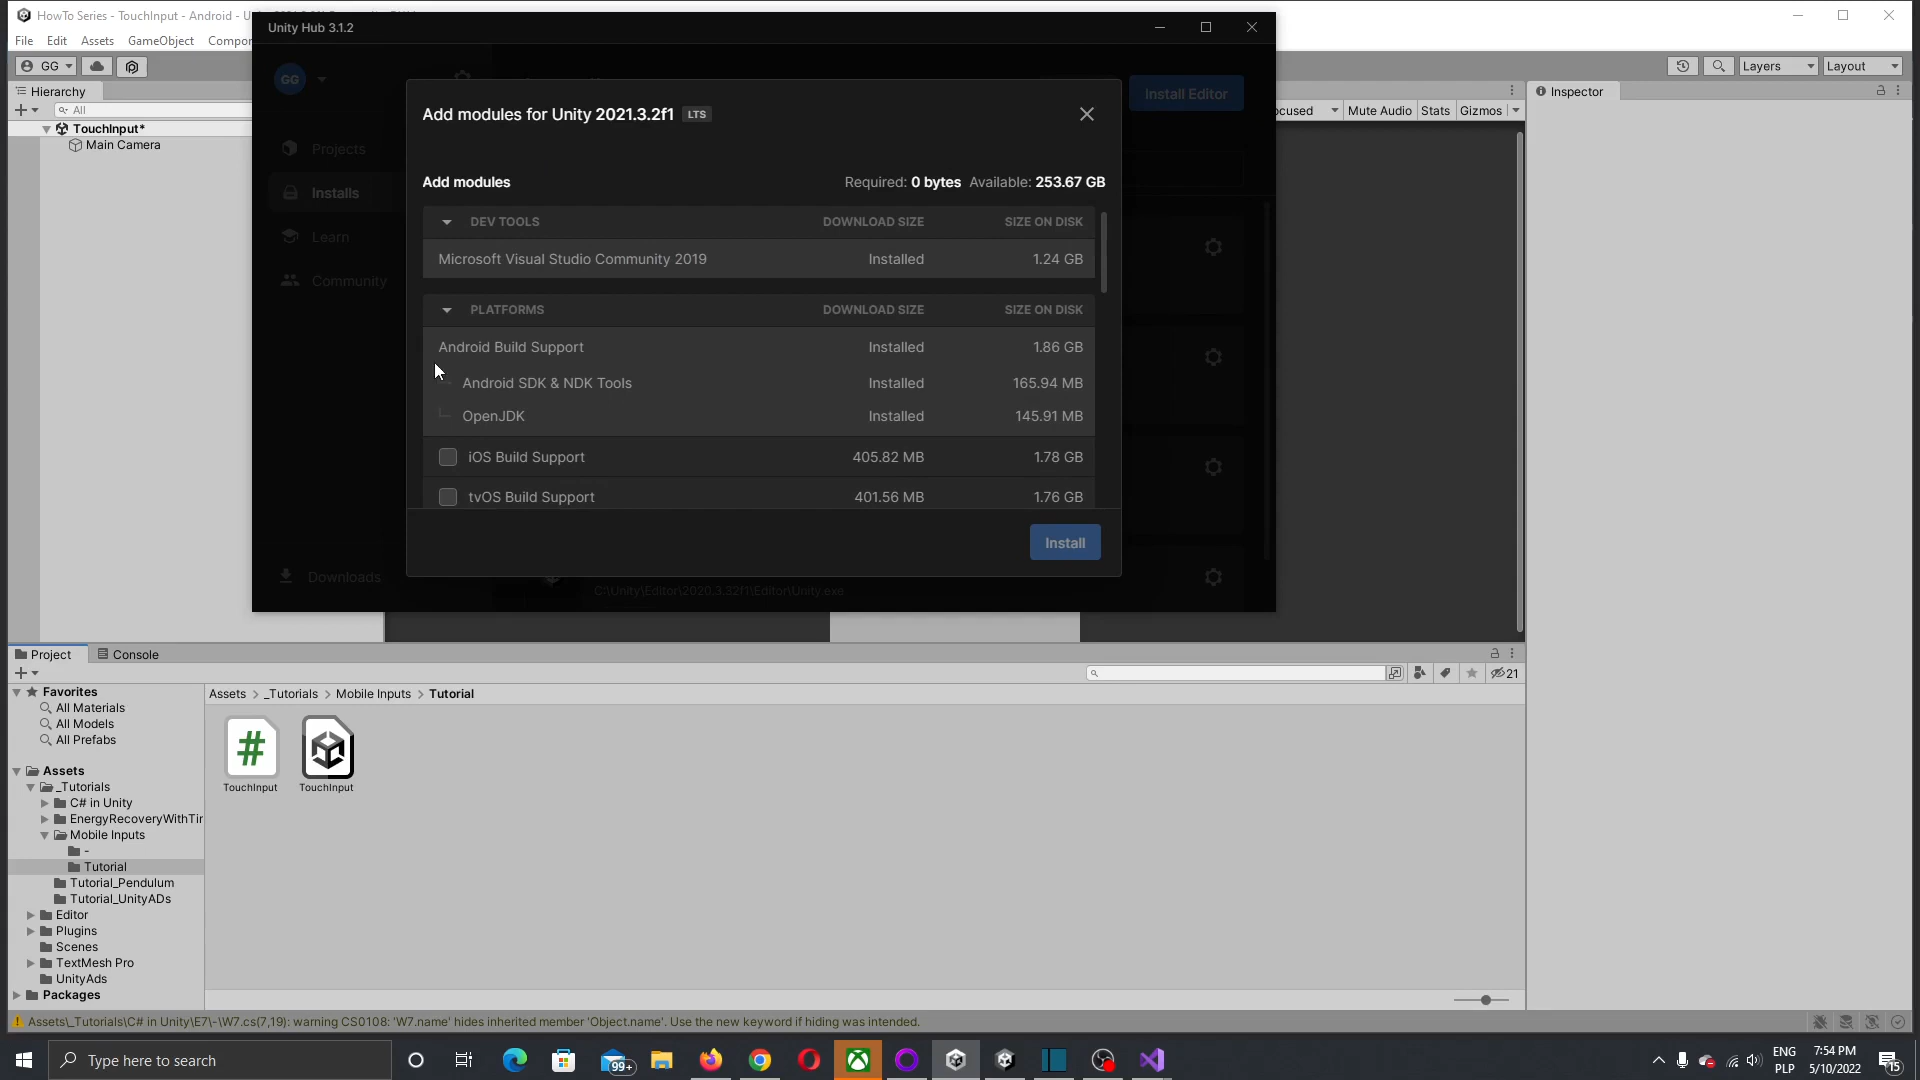 HowTo Series - TouchInput - Android - U
File Edit Assets GameObject Compon
GG
Layers
Layout
Hierarchy
All
TouchInput*
Main Camera
Unity Hub 3.1.2
GG
Install Editor
Projects
Installs
Learn
Community
Downloads
Add modules for Unity 2021.3.2f1 LTS
Add modules Required: 0 bytes Available: 253.67 GB
DEV TOOLS DOWNLOAD SIZE SIZE ON DISK
Microsoft Visual Studio Community 2019 Installed 1.24 GB
PLATFORMS DOWNLOAD SIZE SIZE ON DISK
Android Build Support Installed 1.86 GB
Android SDK & NDK Tools Installed 165.94 MB
OpenJDK Installed 145.91 MB
iOS Build Support 405.82 MB 1.78 GB
tvOS Build Support 401.56 MB 1.76 GB
Install
C:\Unity\Editor\2020.3.32f1\Editor\Unity.exe
ocused Mute Audio Stats Gizmos
Inspector
Project Console
21
Favorites
All Materials
All Models
All Prefabs
Assets
_Tutorials
C# in Unity
EnergyRecoveryWithTir
Mobile Inputs
-
Tutorial
Tutorial_Pendulum
Tutorial_UnityADs
Editor
Plugins
Scenes
TextMesh Pro
UnityAds
Packages
Assets > _Tutorials > Mobile Inputs > Tutorial
#
TouchInput TouchInput
Assets\_Tutorials\C# in Unity\E7\-\W7.cs(7,19): warning CS0108: 'W7.name' hides inherited member 'Object.name'. Use the new keyword if hiding was intended.
Type here to search
99+
ENG
PLP
7:54 PM
5/10/2022
15